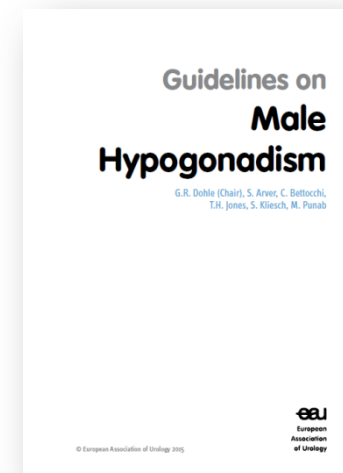 Guidelines on
Male
Hypogonadism
G.R. Dohle (Chair), S. Arver, C. Bettocchi,
T.H. Jones, S. Kliesch, M. Punab
eau
European
Association
of Urology
© European Association of Urology 2015